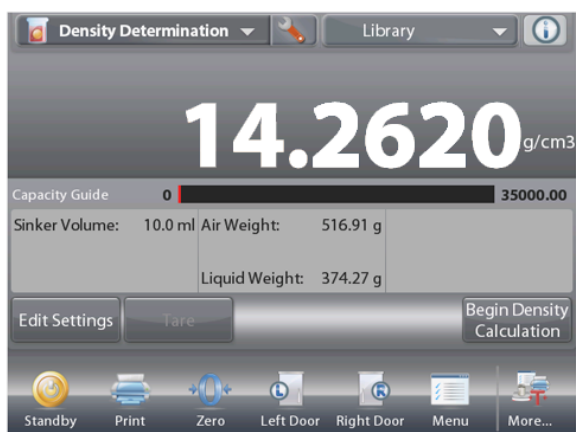 Density Determination Library
14.2620 g/cm3
Capacity Guide 0 35000.00
Sinker Volume: 10.0 ml Air Weight: 516.91 g
Liquid Weight: 374.27 g
Edit Settings Tare Begin Density
Calculation
Standby Print Zero Left Door Right Door Menu More...